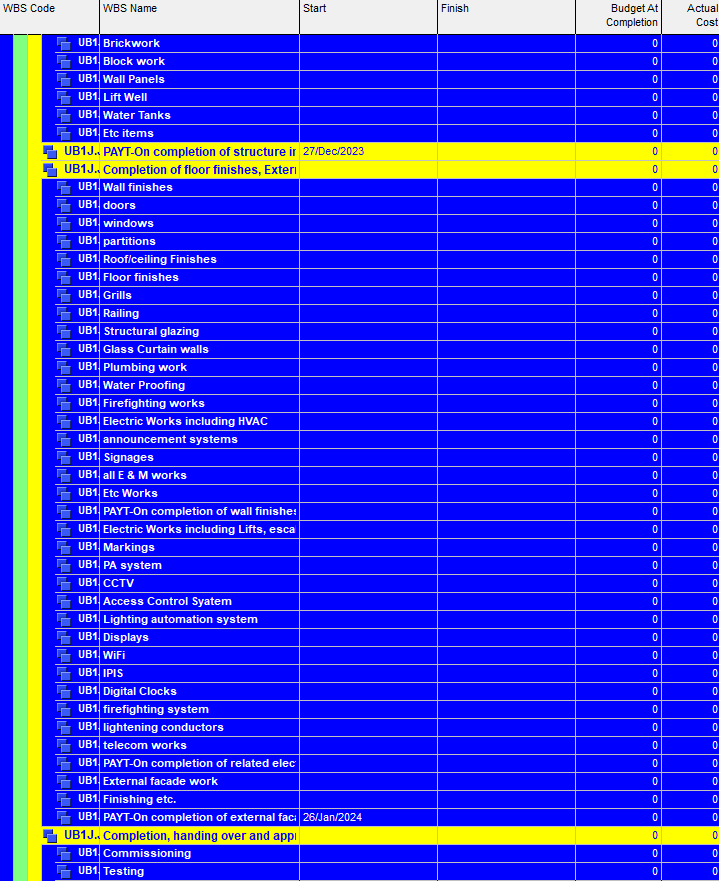 WBS Code WBS Name Start Finish Budget At Completion Actual Cost
UB1. Brickwork 0 0
UB1. Block work 0 0
UB1. Wall Panels 0 0
UB1. Lift Well 0 0
UB1. Water Tanks 0 0
UB1. Etc items 0 0
UB1J.. PAYT-On completion of structure ir 27/Dec/2023 0 0
UB1J.. Completion of floor finishes, Exter 0 0
UB1. Wall finishes 0 0
UB1. doors 0 0
UB1. windows 0 0
UB1. partitions 0 0
UB1. Roof/ceiling Finishes 0 0
UB1. Floor finishes 0 0
UB1. Grills 0 0
UB1. Railing 0 0
UB1. Structural glazing 0 0
UB1. Glass Curtain walls 0 0
UB1. Plumbing work 0 0
UB1. Water Proofing 0 0
UB1. Firefighting works 0 0
UB1. Electric Works including HVAC 0 0
UB1. announcement systems 0 0
UB1. Signages 0 0
UB1. all E & M works 0 0
UB1. Etc Works 0 0
UB1. PAYT-On completion of wall finishes 0 0
UB1. Electric Works including Lifts, esca 0 0
UB1. Markings 0 0
UB1. PA system 0 0
UB1. CCTV 0 0
UB1. Access Control Syatem 0 0
UB1. Lighting automation system 0 0
UB1. Displays 0 0
UB1. WiFi 0 0
UB1. IPIS 0 0
UB1. Digital Clocks 0 0
UB1. firefighting system 0 0
UB1. lightening conductors 0 0
UB1. telecom works 0 0
UB1. PAYT-On completion of related elec 0 0
UB1. External facade work 0 0
UB1. Finishing etc. 0 0
UB1. PAYT-On completion of external faca 26/Jan/2024 0 0
UB1J.. Completion, handing over and appr 0 0
UB1. Commissioning 0 0
UB1. Testing 0 0